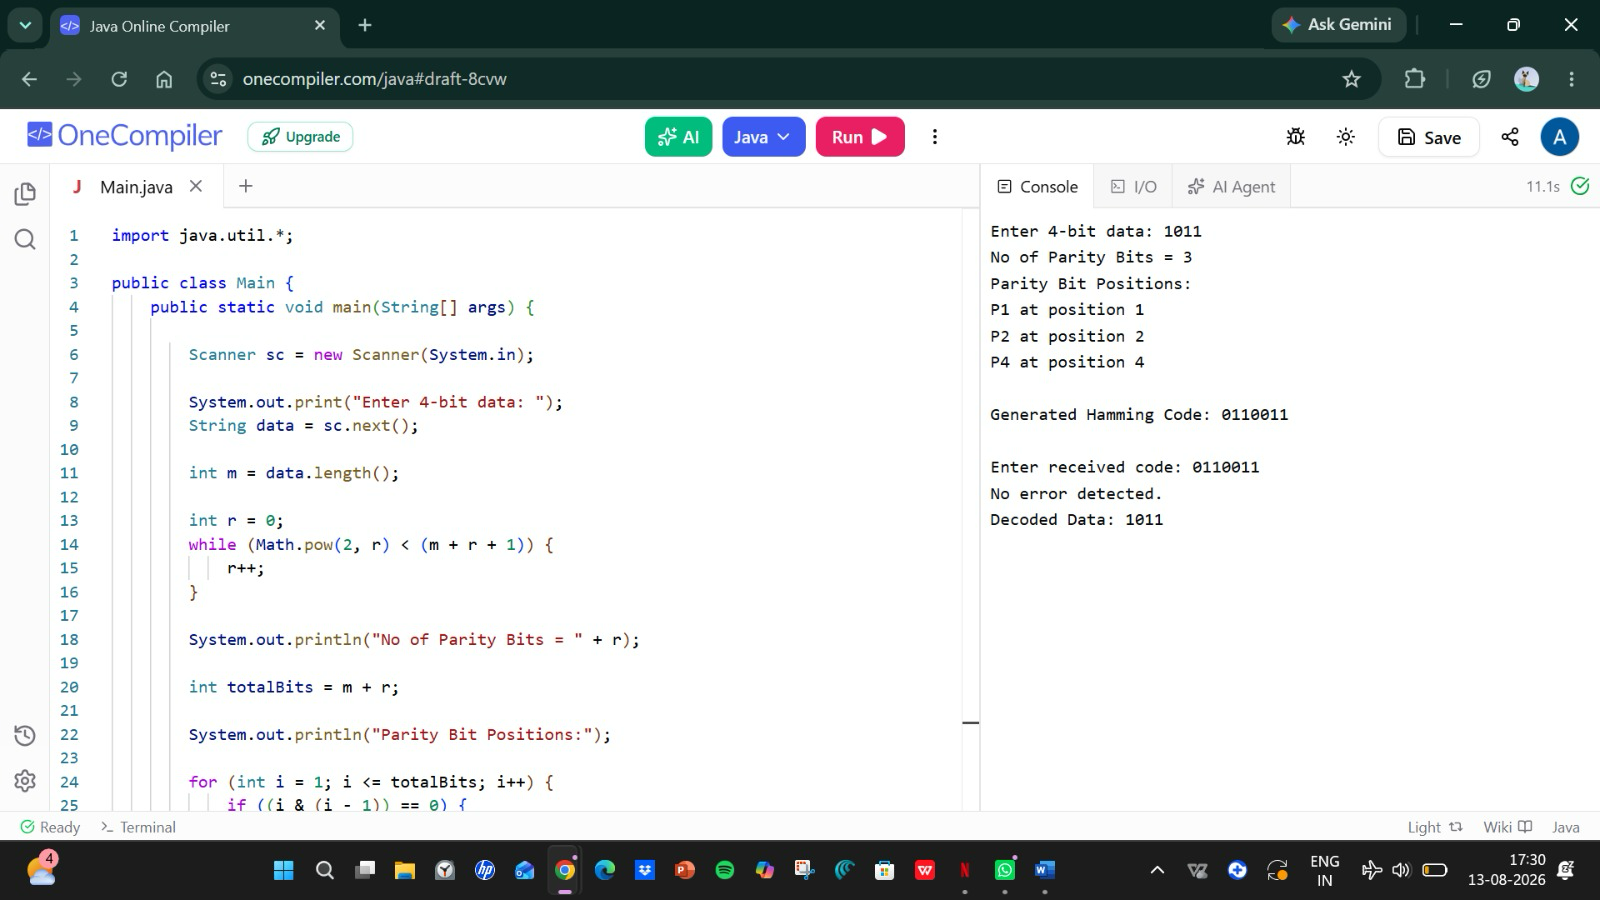 Java Online Compiler
Ask Gemini
onecompiler.com/java#draft-8cvw
</> OneCompiler
Upgrade
AI
Java
Run
Save
A
J Main.java
Console
I/O
AI Agent
11.1s
1 import java.util.*;
2
3 public class Main {
4 public static void main(String[] args) {
5
6 Scanner sc = new Scanner(System.in);
7
8 System.out.print("Enter 4-bit data: ");
9 String data = sc.next();
10
11 int m = data.length();
12
13 int r = 0;
14 while (Math.pow(2, r) < (m + r + 1)) {
15 r++;
16 }
17
18 System.out.println("No of Parity Bits = " + r);
19
20 int totalBits = m + r;
21
22 System.out.println("Parity Bit Positions:");
23
24 for (int i = 1; i <= totalBits; i++) {
25 if ((i & (i - 1)) == 0) {
Enter 4-bit data: 1011
No of Parity Bits = 3
Parity Bit Positions:
P1 at position 1
P2 at position 2
P4 at position 4
Generated Hamming Code: 0110011
Enter received code: 0110011
No error detected.
Decoded Data: 1011
Ready
Terminal
Light
Wiki
Java
4
ENG
IN
17:30
13-08-2026